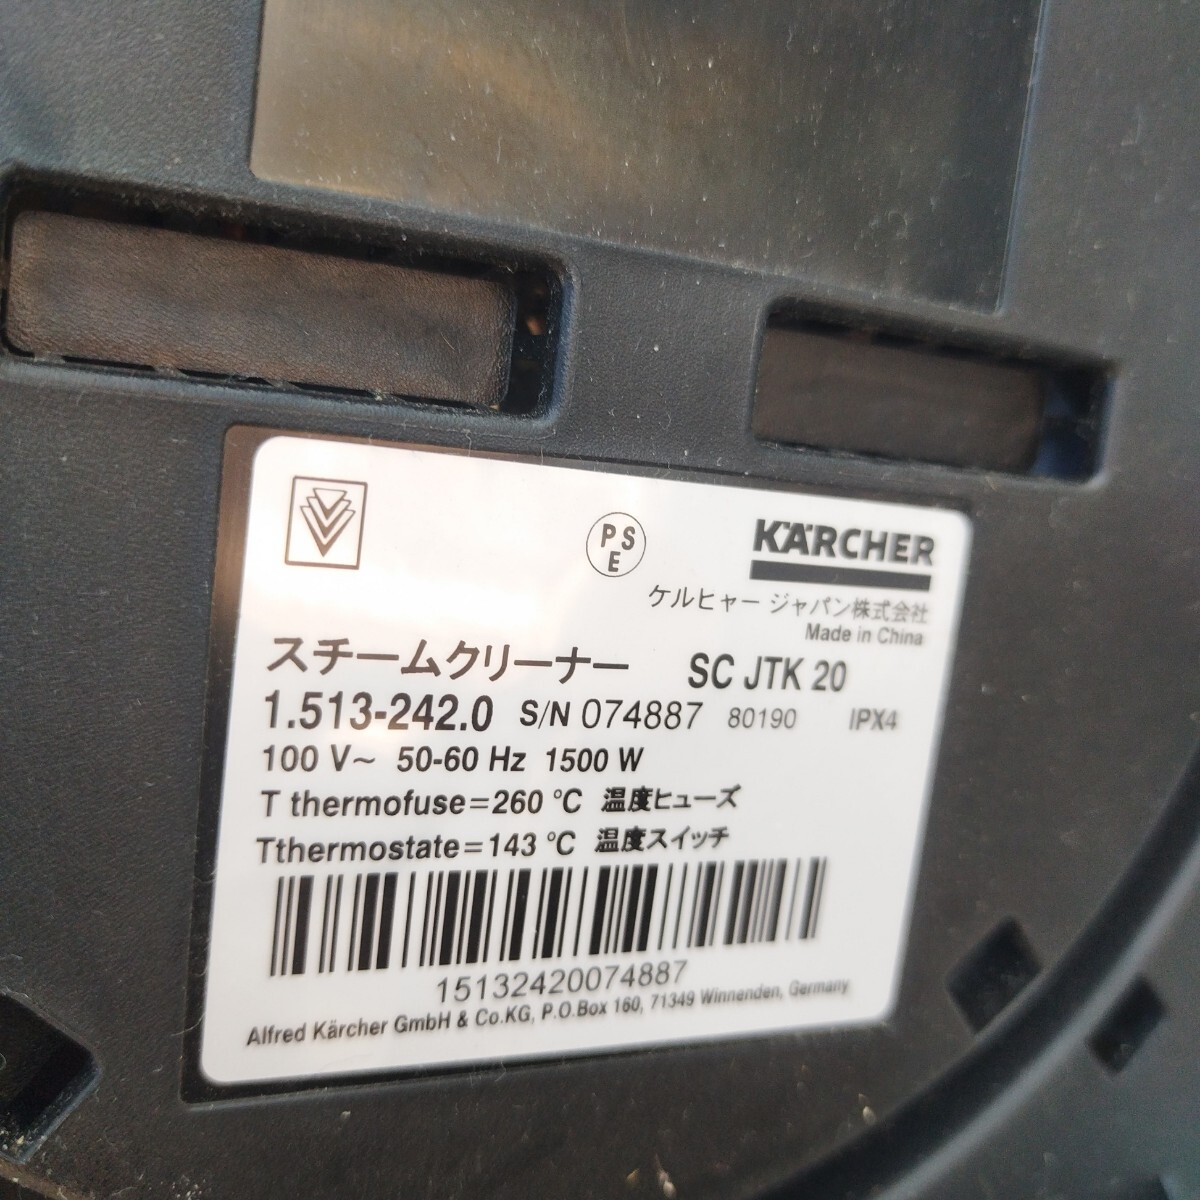 PSE
KÄRCHER
ケルヒャー ジャパン株式会社
Made in China
スチームクリーナー SC JTK 20
1.513-242.0 S/N 074887 80190 IPX4
100 V~ 50-60 Hz 1500 W
T thermofuse=260 °C 温度ヒューズ
Tthermostate=143 °C 温度スイッチ
15132420074887
Alfred Kärcher GmbH & Co.KG, P.O.Box 160, 71349 Winnenden, Germany